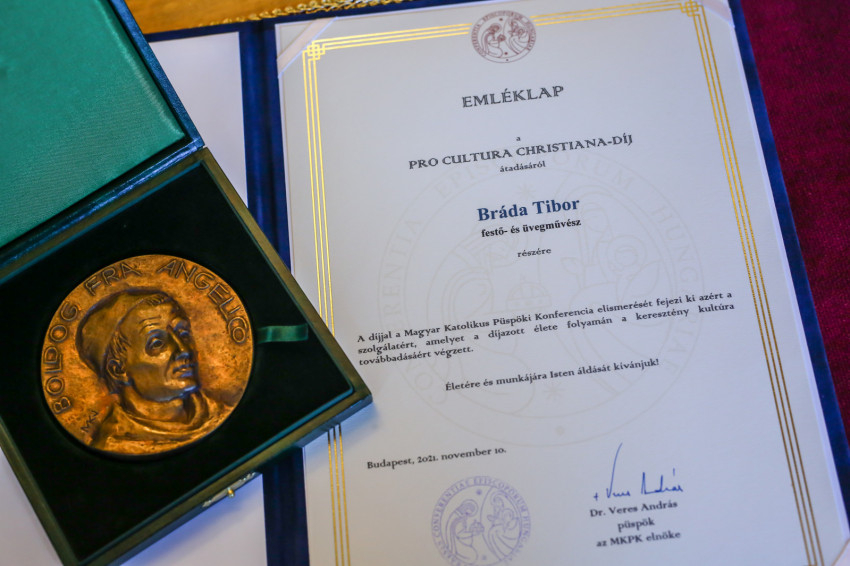 BOLDOG FRA ANGELICO
EMLÉKLAP
a
PRO CULTURA CHRISTIANA-DÍJ
átadásáról
Bráda Tibor
festő- és üvegművész
részére
A díjjal a Magyar Katolikus Püspöki Konferencia elismerését fejezi ki azért a
szolgálatért, amelyet a díjazott élete folyamán a keresztény kultúra
továbbadásáért végzett.
Életére és munkájára Isten áldását kívánjuk!
Budapest, 2021. november 10.
+ Veres András
Dr. Veres András
püspök
az MKPK elnöke